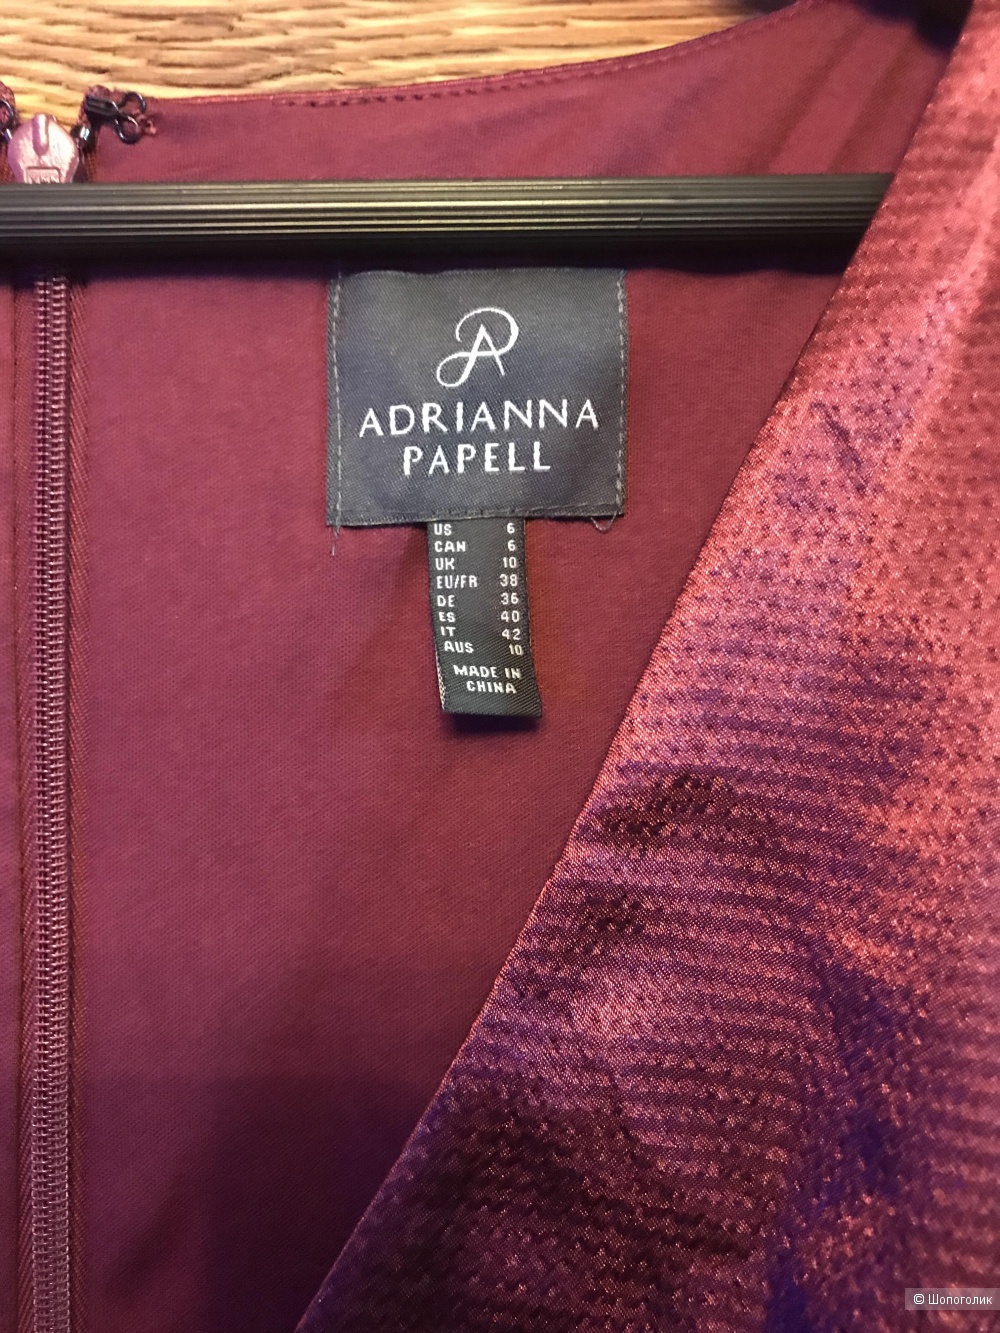 ADRIANNA
PAPELL
US 6
CAN 6
UK 10
EU/FR 38
DE 36
ES 40
IT 42
AUS 10
MADE IN
CHINA
© Шопоголик